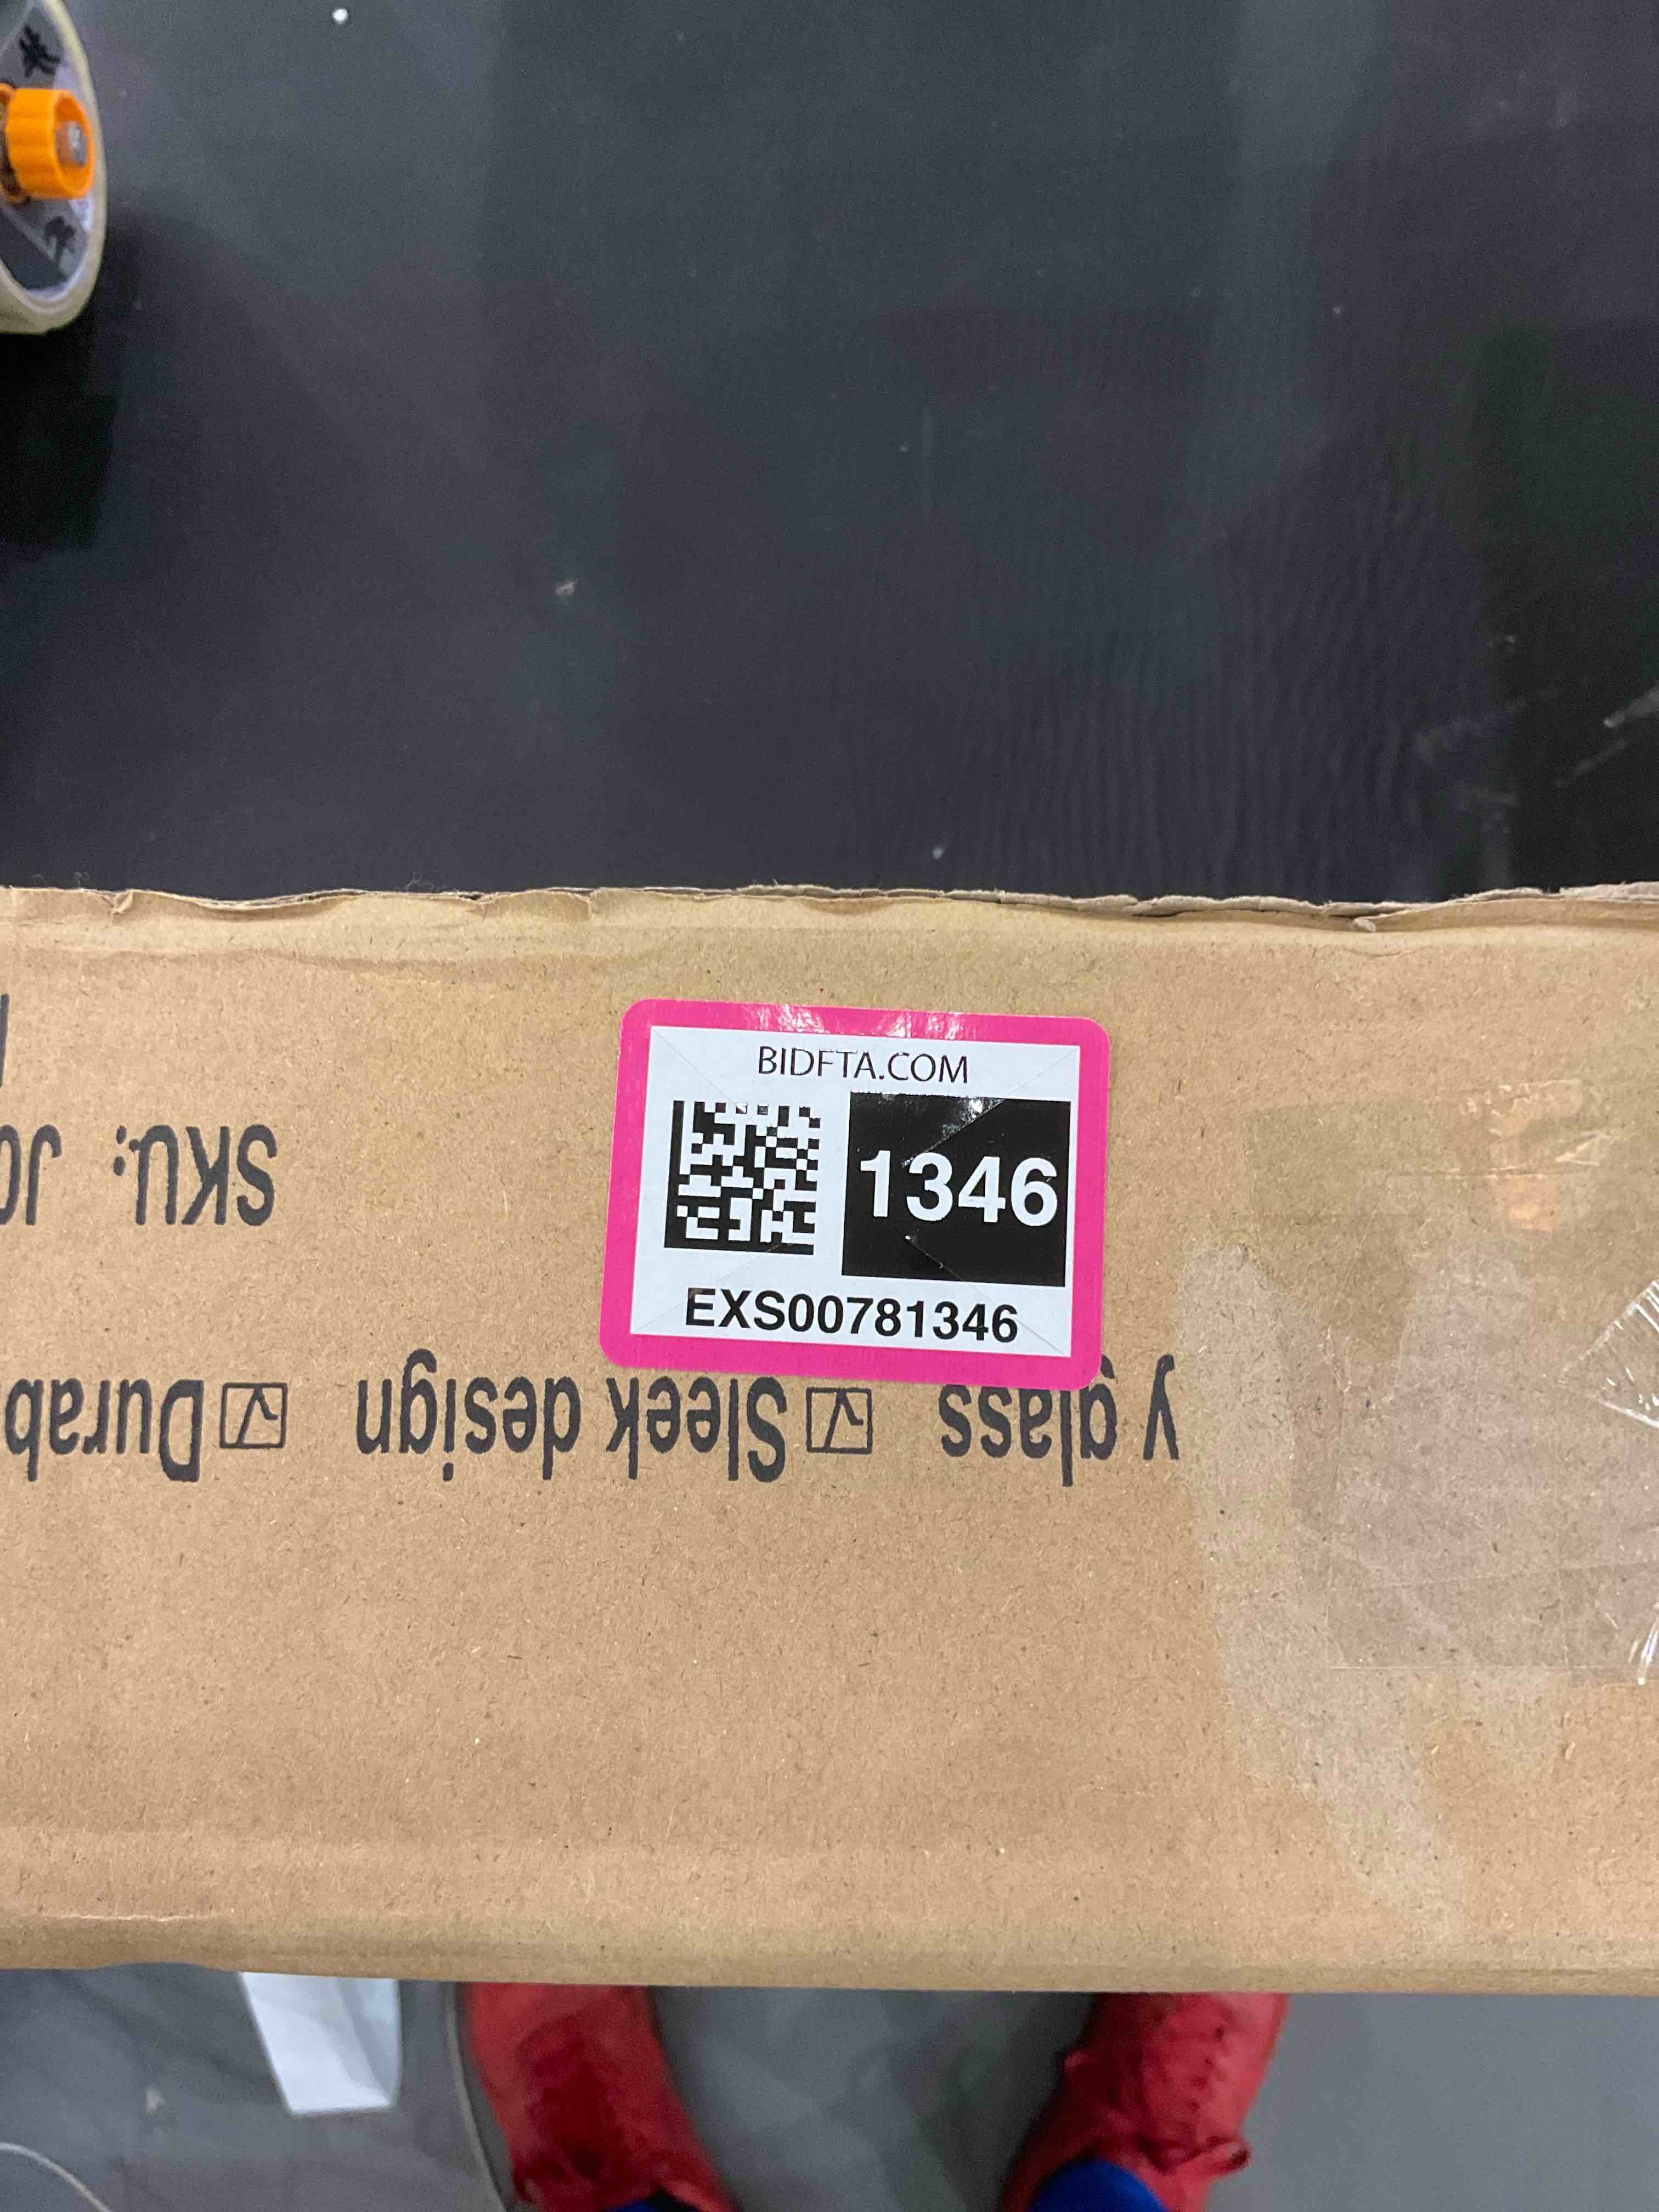 BIDFTA.COM
1346
EXS00781346
SKU:
y glass ☑ Sleek design ☑ Durab